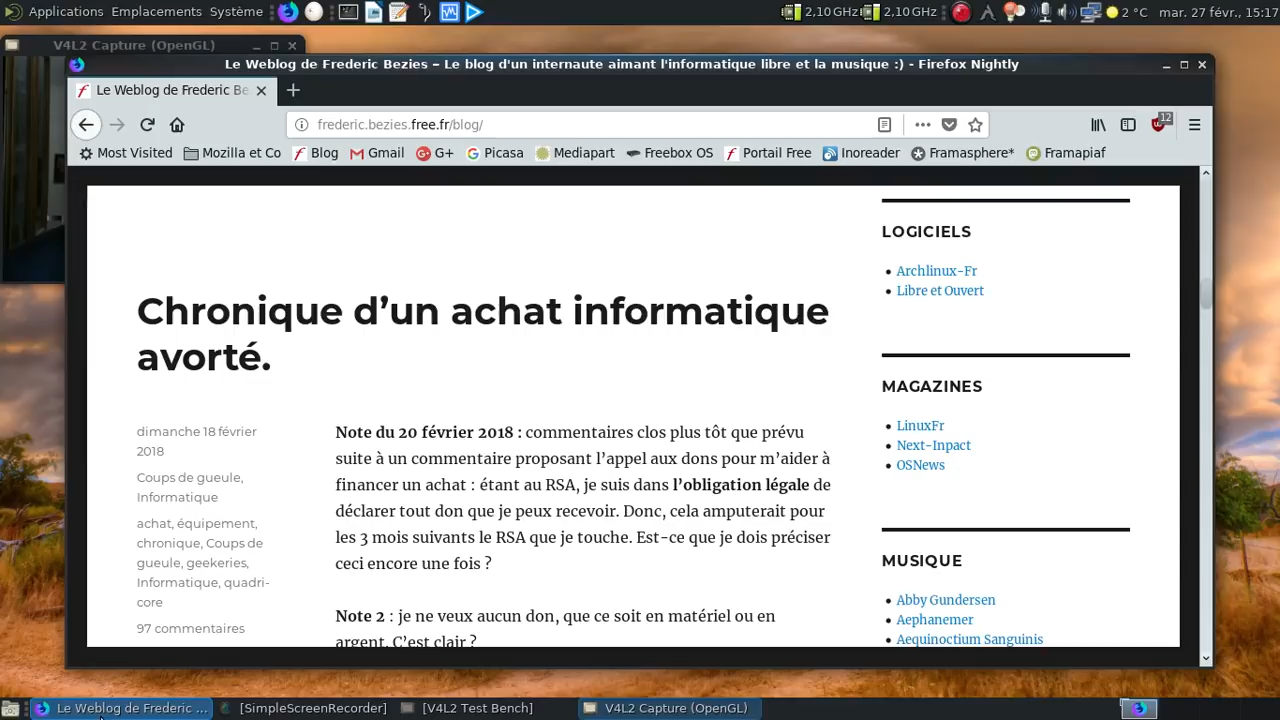 Applications Emplacements Système
2,10 GHz 2,10 GHz 2 °C mar. 27 févr., 15:17
V4L2 Capture (OpenGL)
Le Weblog de Frederic Bezies – Le blog d'un internaute aimant l'informatique libre et la musique :) - Firefox Nightly
Le Weblog de Frederic Be
frederic.bezies.free.fr/blog/
12
Most Visited Mozilla et Co Blog Gmail G+ Picasa Mediapart Freebox OS Portail Free Inoreader Framasphere* Framapiaf
Chronique d’un achat informatique
avorté.
dimanche 18 février
2018
Coups de gueule,
Informatique
achat, équipement,
chronique, Coups de
gueule, geekeries,
Informatique, quadri-
core
97 commentaires
Note du 20 février 2018 : commentaires clos plus tôt que prévu
suite à un commentaire proposant l’appel aux dons pour m’aider à
financer un achat : étant au RSA, je suis dans l’obligation légale de
déclarer tout don que je peux recevoir. Donc, cela amputerait pour
les 3 mois suivants le RSA que je touche. Est-ce que je dois préciser
ceci encore une fois ?
Note 2 : je ne veux aucun don, que ce soit en matériel ou en
argent. C’est clair ?
LOGICIELS
Archlinux-Fr
Libre et Ouvert
MAGAZINES
LinuxFr
Next-Inpact
OSNews
MUSIQUE
Abby Gundersen
Aephanemer
Aequinoctium Sanguinis
Le Weblog de Frederic ... [SimpleScreenRecorder] [V4L2 Test Bench] V4L2 Capture (OpenGL)